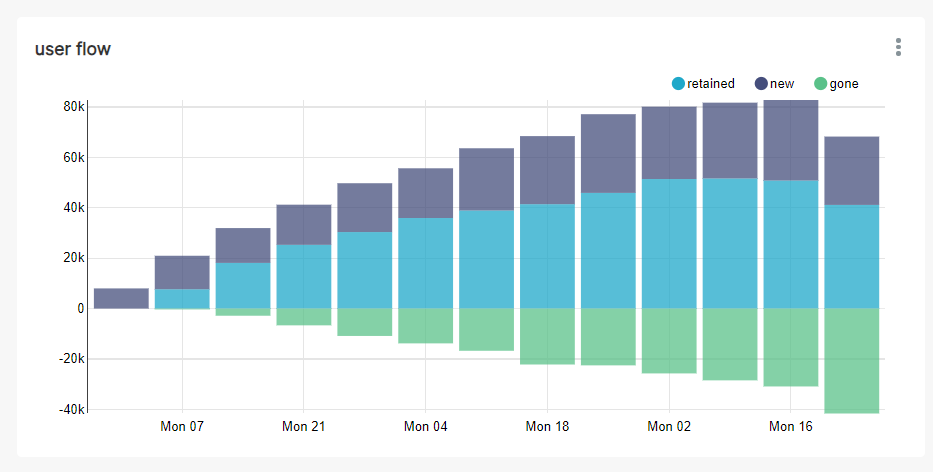 user flow
retained new gone
80k
60k
40k
20k
0
-20k
-40k
Mon 07 Mon 21 Mon 04 Mon 18 Mon 02 Mon 16